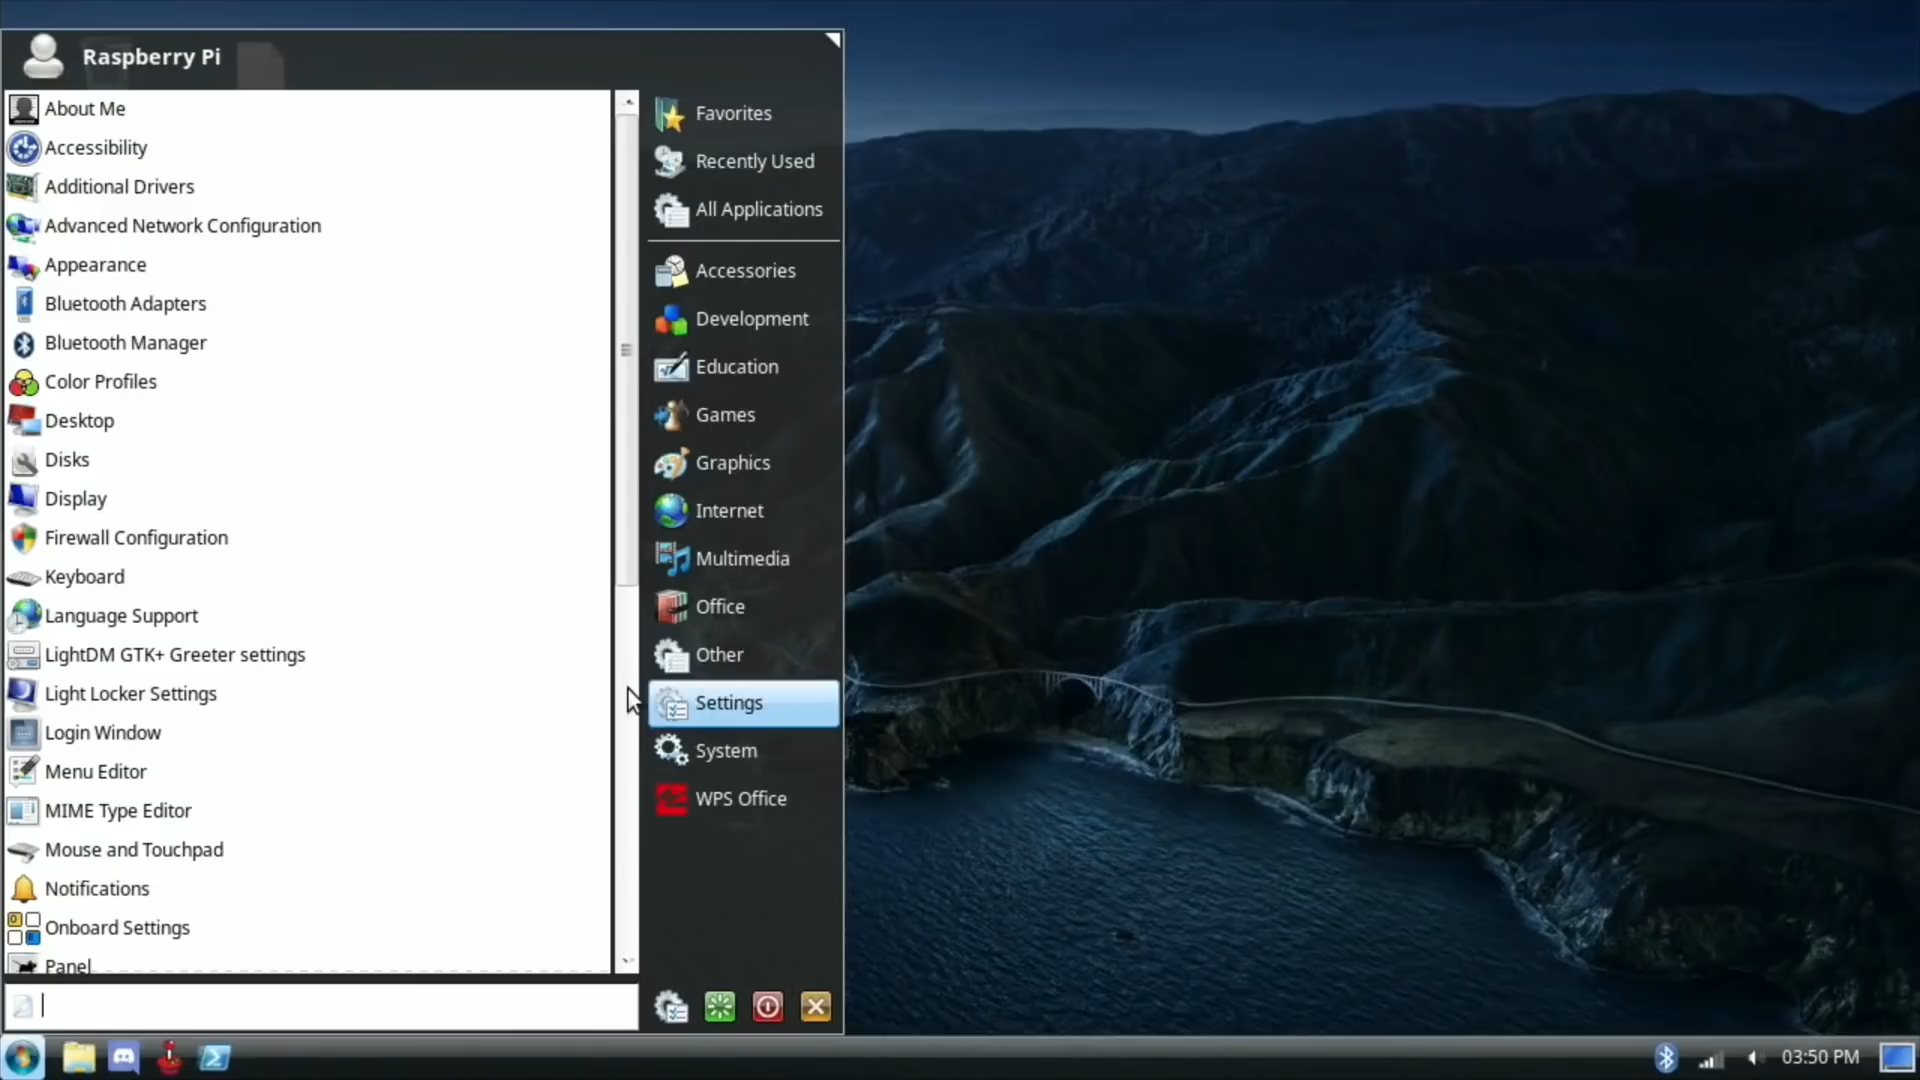 Raspberry Pi
About Me
Accessibility
Additional Drivers
Advanced Network Configuration
Appearance
Bluetooth Adapters
Bluetooth Manager
Color Profiles
Desktop
Disks
Display
Firewall Configuration
Keyboard
Language Support
LightDM GTK+ Greeter settings
Light Locker Settings
Login Window
Menu Editor
MIME Type Editor
Mouse and Touchpad
Notifications
Onboard Settings
Panel
Favorites
Recently Used
All Applications
Accessories
Development
Education
Games
Graphics
Internet
Multimedia
Office
Other
Settings
System
WPS Office
03:50 PM